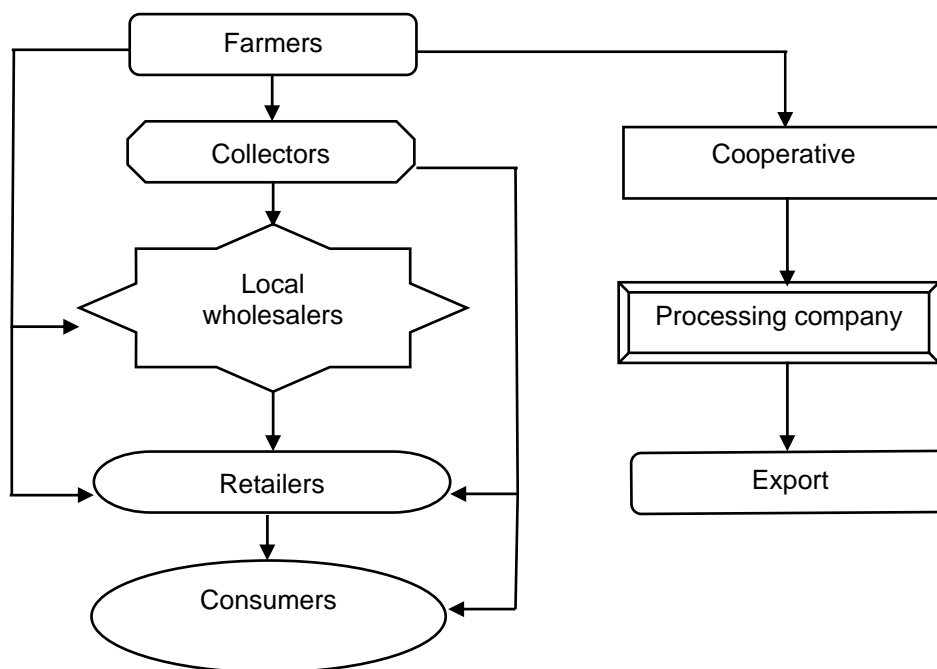 Farmers
Collectors
Cooperative
Local
wholesalers
Processing company
Retailers
Export
Consumers